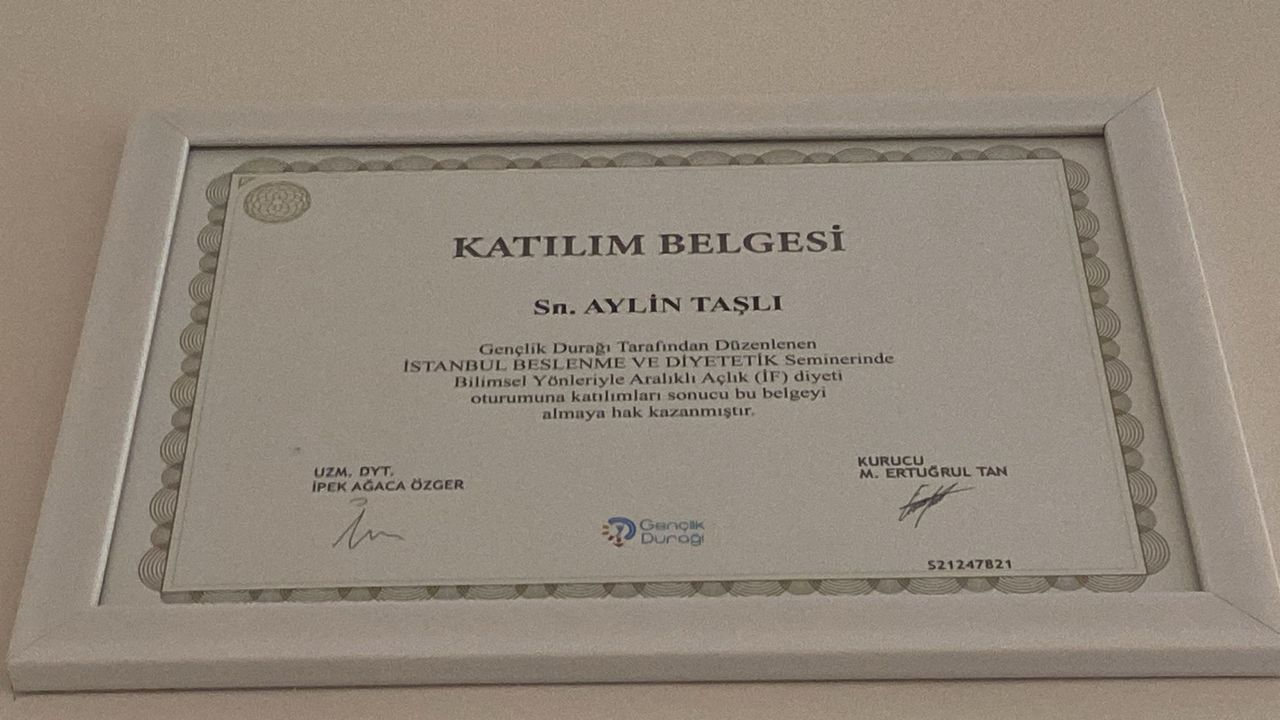 KATILIM BELGESİ
Sn. AYLİN TAŞLI
Gençlik Durağı Tarafından Düzenlenen
İSTANBUL BESLENME VE DİYETETİK Seminerinde
Bilimsel Yönleriyle Aralıklı Açlık (İF) diyeti
oturumuna katılımları sonucu bu belgeyi
almaya hak kazanmıştır.
UZM. DYT.
İPEK AĞACA ÖZGER
KURUCU
M. ERTUĞRUL TAN
Gençlik
Durağı
S21247821